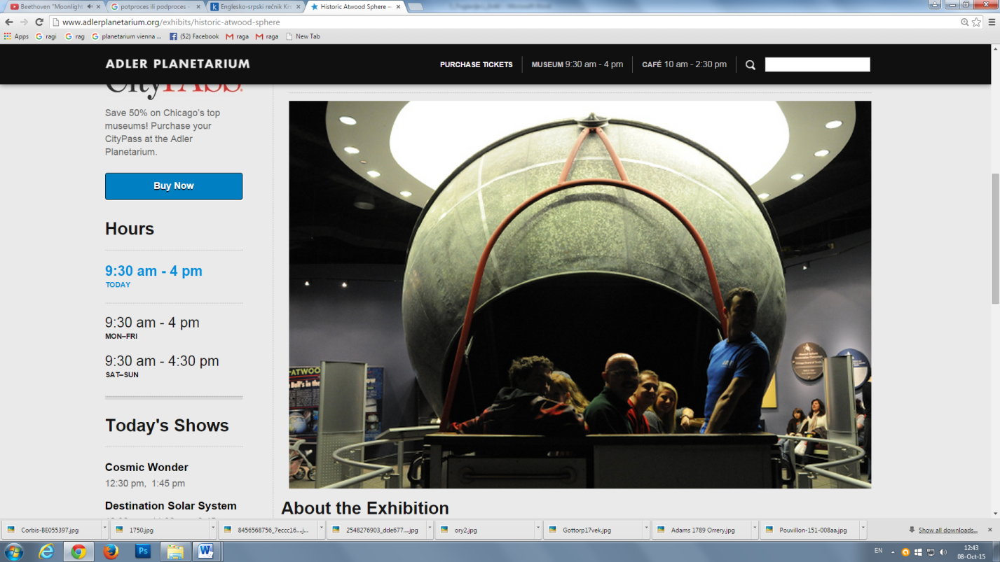 Beethoven "Moonlight
potproces ili podproces -
Englesko-srpski rečnik Kr
Historic Atwood Sphere —
www.adlerplanetarium.org/exhibits/historic-atwood-sphere
Apps
ragi
rag
planetarium vienna ...
(52) Facebook
raga
raga
New Tab
ADLER PLANETARIUM
PURCHASE TICKETS
MUSEUM 9:30 am - 4 pm
CAFÉ 10 am - 2:30 pm
CityPASS
Save 50% on Chicago's top
museums! Purchase your
CityPass at the Adler
Planetarium.
Buy Now
Hours
9:30 am - 4 pm
TODAY
9:30 am - 4 pm
MON–FRI
9:30 am - 4:30 pm
SAT–SUN
Today's Shows
Cosmic Wonder
12:30 pm, 1:45 pm
Destination Solar System
ATWOO
Ball's in the
ow
About the Exhibition
Corbis-BE055397.jpg
1750.jpg
8456568756_7eccc16....j...
2548276903_dde677....jpg
ory2.jpg
Gottorp17vek.jpg
Adams 1789 Orrery.jpg
Pouvillon-151-008aa.jpg
Show all downloads...
EN
12:43
08-Oct-15